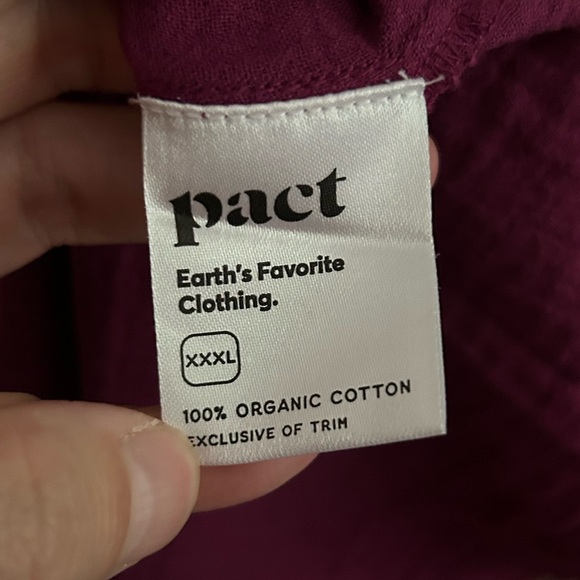 pact
Earth's Favorite
Clothing.
XXXL
100% ORGANIC COTTON
EXCLUSIVE OF TRIM